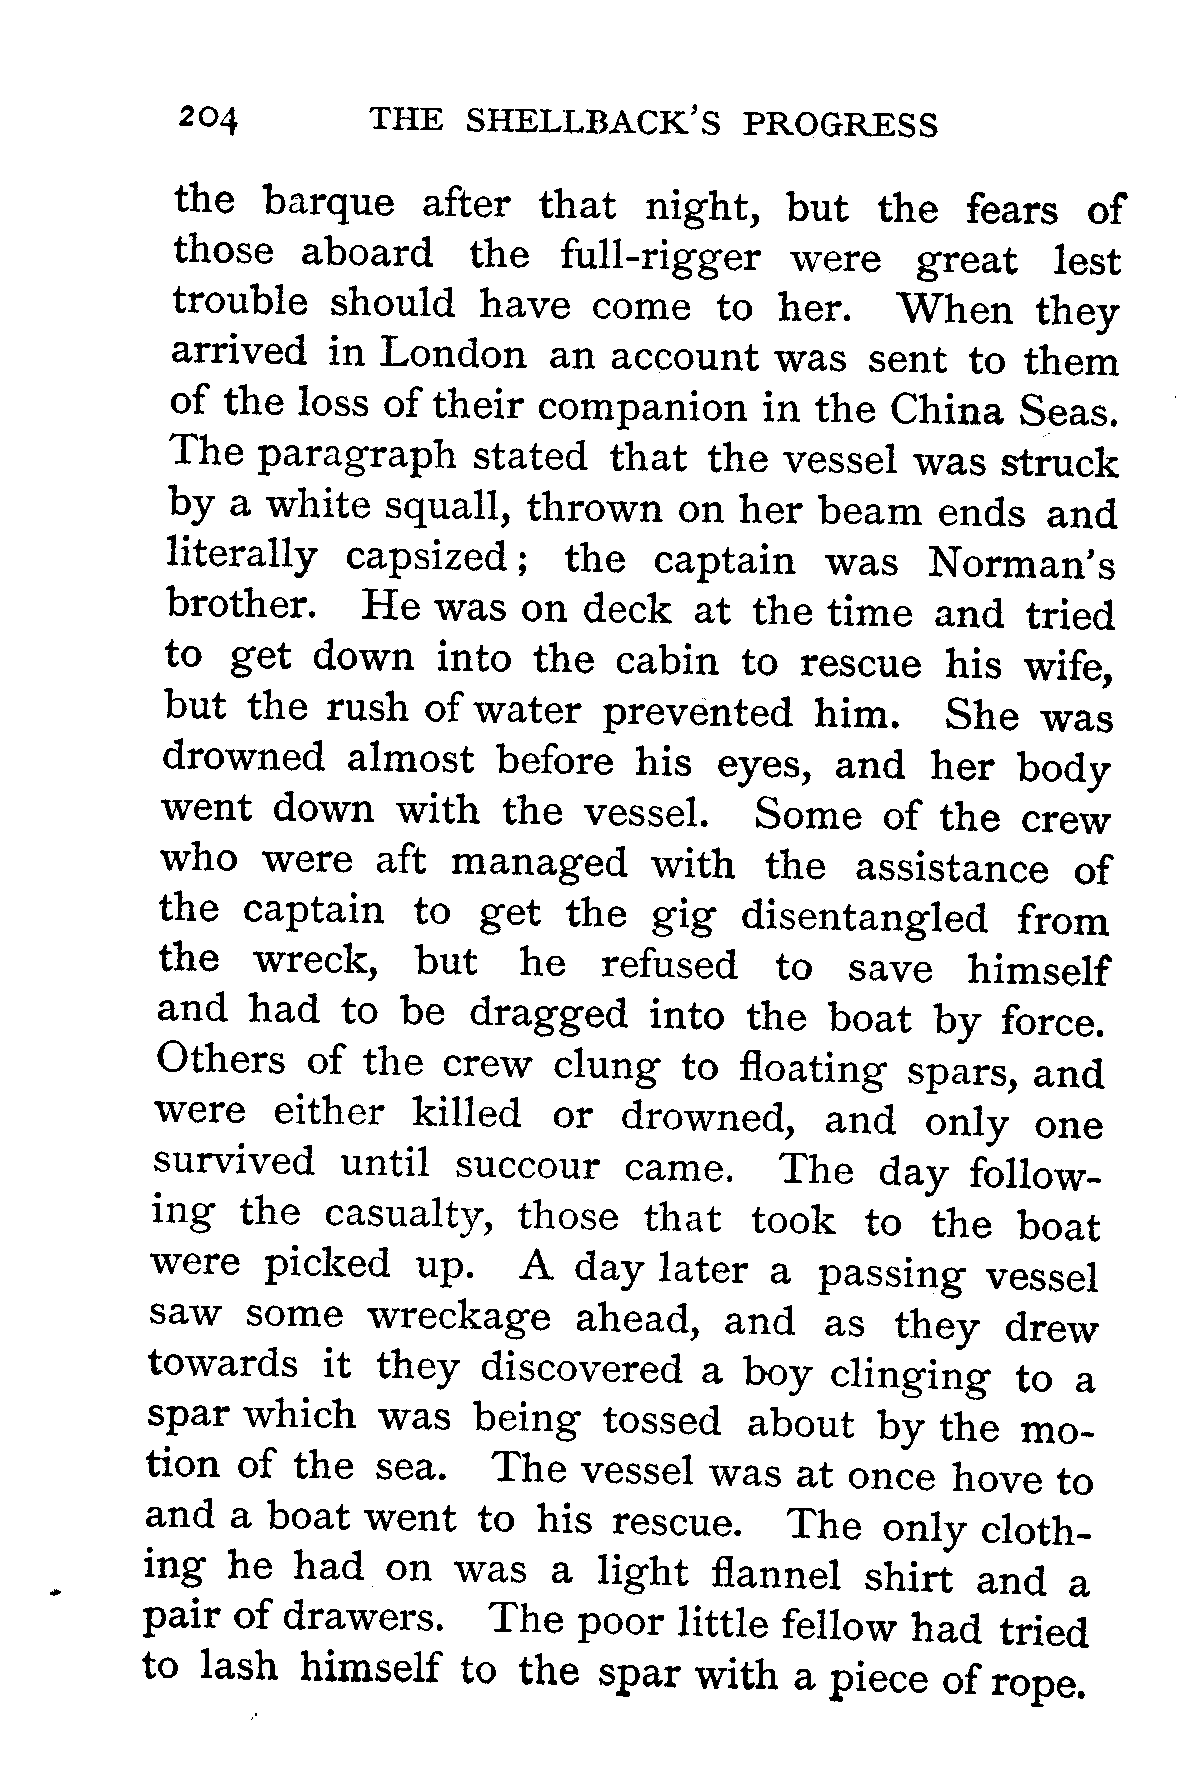 204 THE SHELLBACK'S PROGRESS
the barque after that night, but the fears of
those aboard the full-rigger were great lest
trouble should have come to her. When they
arrived in London an account was sent to them
of the loss of their companion in the China Seas.
The paragraph stated that the vessel was struck
by a white squall, thrown on her beam ends and
literally capsized; the captain was Norman's
brother. He was on deck at the time and tried
to get down into the cabin to rescue his wife,
but the rush of water prevented him. She was
drowned almost before his eyes, and her body
went down with the vessel. Some of the crew
who were aft managed with the assistance of
the captain to get the gig disentangled from
the wreck, but he refused to save himself
and had to be dragged into the boat by force.
Others of the crew clung to floating spars, and
were either killed or drowned, and only one
survived until succour came. The day follow-
ing the casualty, those that took to the boat
were picked up. A day later a passing vessel
saw some wreckage ahead, and as they drew
towards it they discovered a boy clinging to a
spar which was being tossed about by the mo-
tion of the sea. The vessel was at once hove to
and a boat went to his rescue. The only cloth-
ing he had on was a light flannel shirt and a
pair of drawers. The poor little fellow had tried
to lash himself to the spar with a piece of rope.